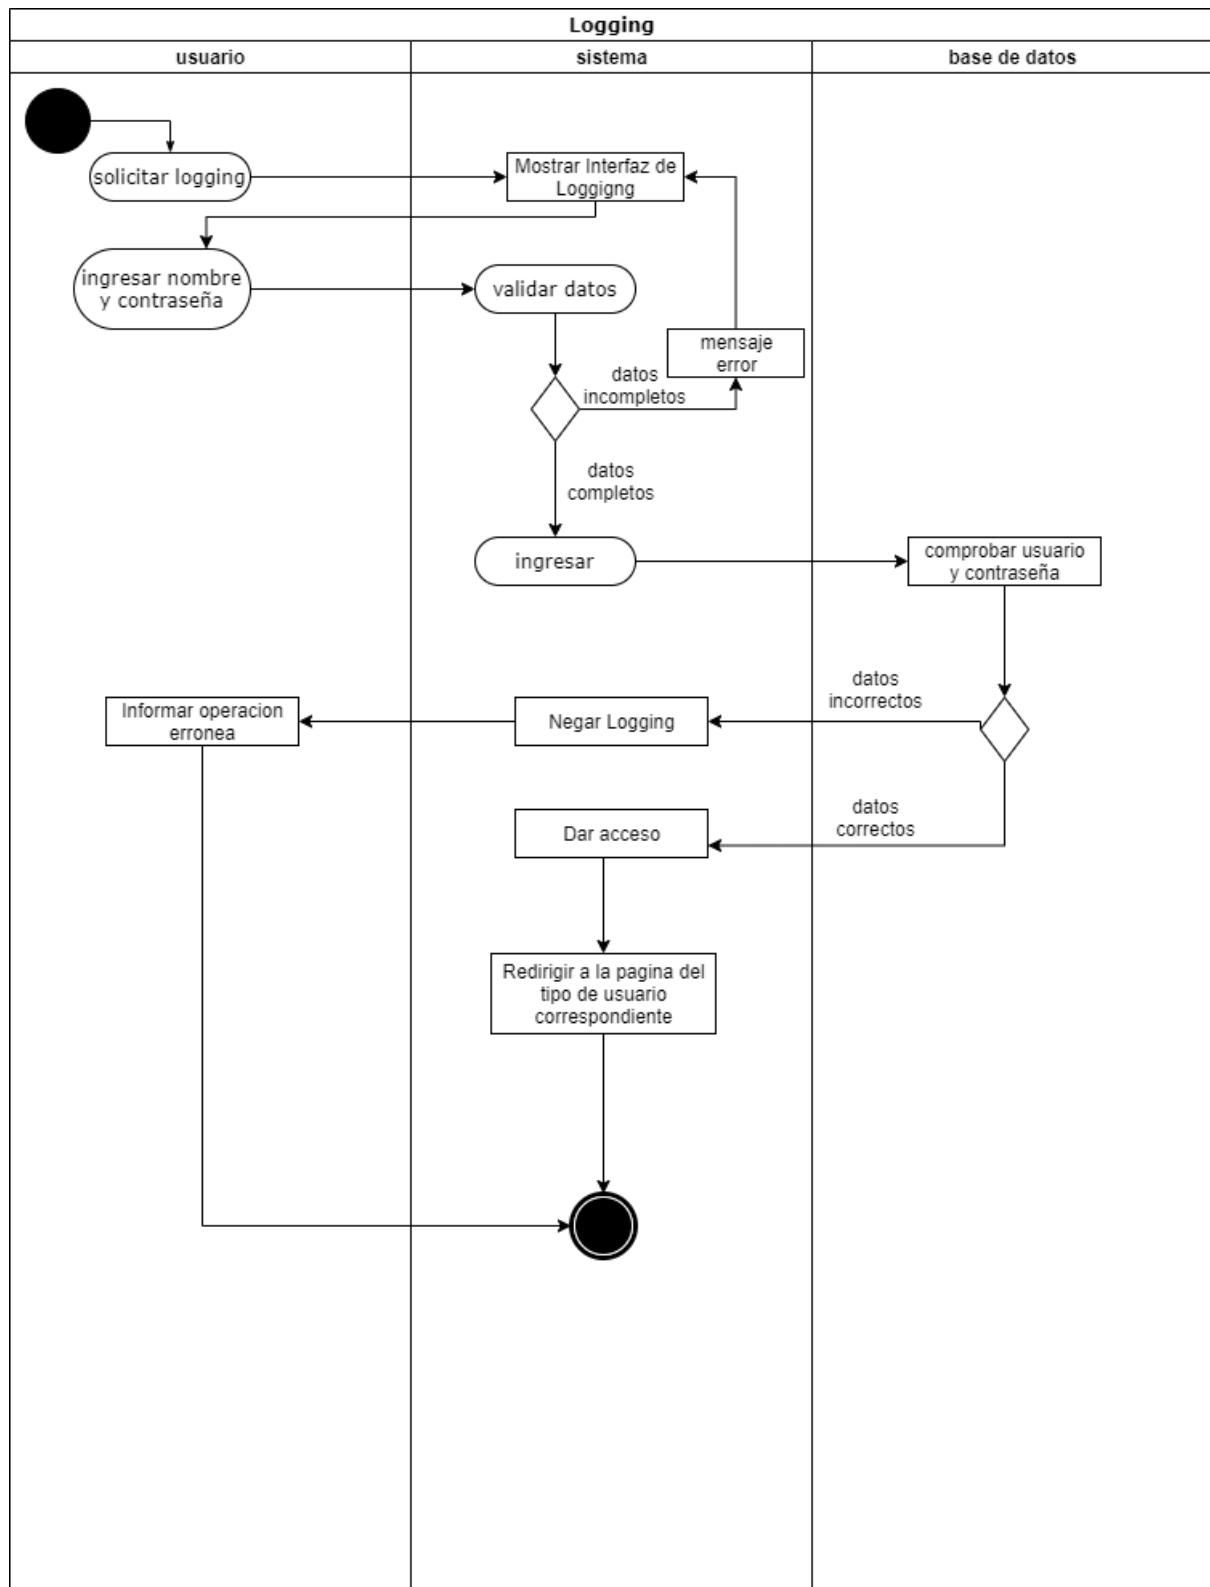 Logging
usuario
sistema
base de datos
solicitar logging
Mostrar Interfaz de
Loggigng
ingresar nombre
y contraseña
validar datos
mensaje
error
datos
incompletos
datos
completos
ingresar
comprobar usuario
y contraseña
datos
incorrectos
Informar operacion
erronea
Negar Logging
datos
correctos
Dar acceso
Redirigir a la pagina del
tipo de usuario
correspondiente